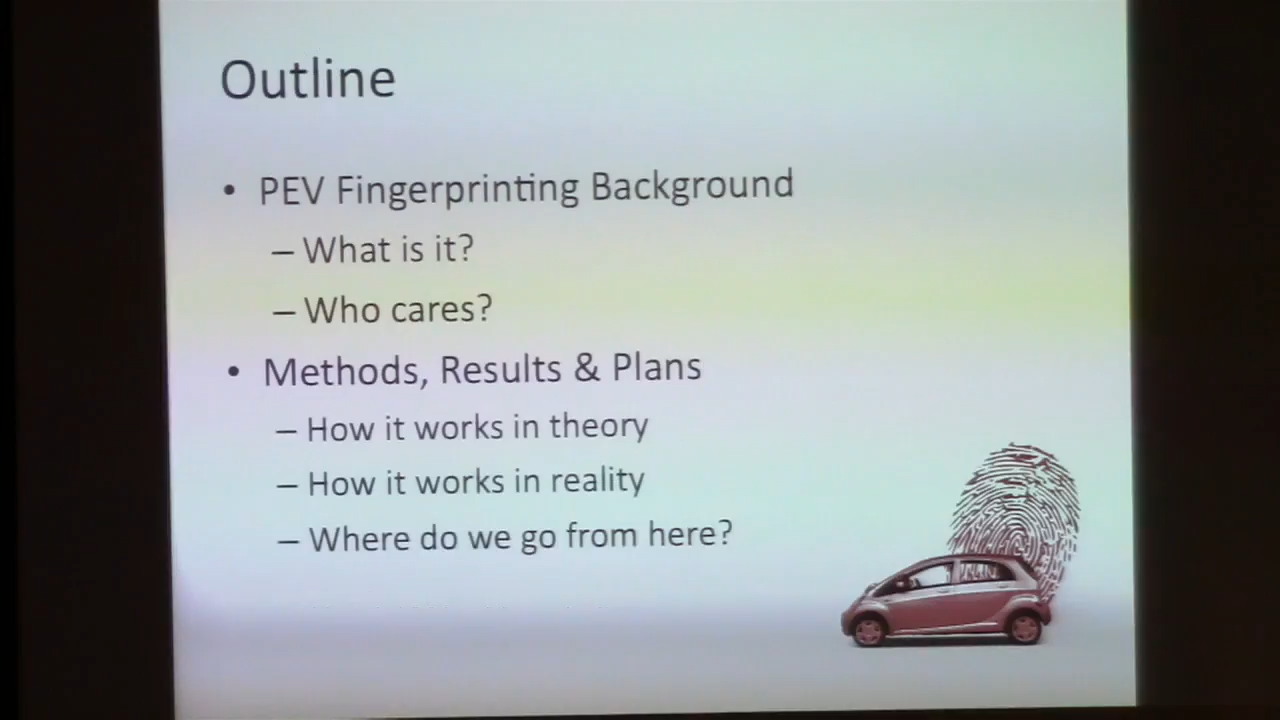 Outline
• PEV Fingerprinting Background
– What is it?
– Who cares?
• Methods, Results & Plans
– How it works in theory
– How it works in reality
– Where do we go from here?